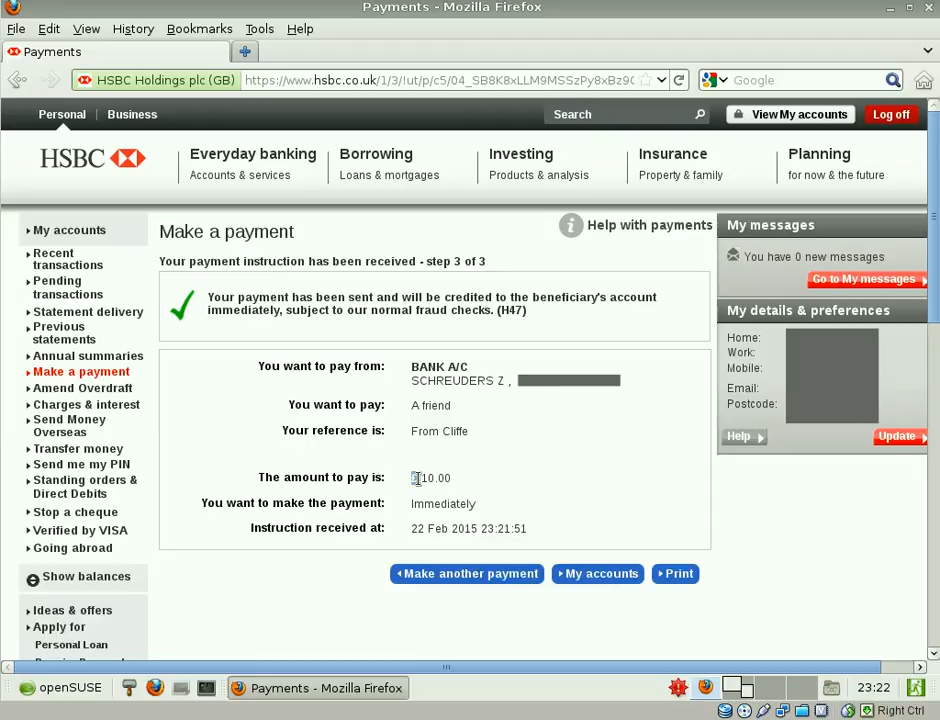 Payments - Mozilla Firefox
File Edit View History Bookmarks Tools Help
Payments
HSBC Holdings plc (GB) https://www.hsbc.co.uk/1/3/!ut/p/c5/04_SB8K8xLLM9MSSzPy8xBz9C Google
Personal Business Search View My accounts Log off
HSBC
Everyday banking
Accounts & services
Borrowing
Loans & mortgages
Investing
Products & analysis
Insurance
Property & family
Planning
for now & the future
My accounts
Recent
transactions
Pending
transactions
Statement delivery
Previous
statements
Annual summaries
Make a payment
Amend Overdraft
Charges & interest
Send Money
Overseas
Transfer money
Send me my PIN
Standing orders &
Direct Debits
Stop a cheque
Verified by VISA
Going abroad
Show balances
Ideas & offers
Apply for
Personal Loan
Make a payment
Help with payments
Your payment instruction has been received - step 3 of 3
Your payment has been sent and will be credited to the beneficiary's account
immediately, subject to our normal fraud checks. (H47)
You want to pay from: BANK A/C
SCHREUDERS Z ,
You want to pay: A friend
Your reference is: From Cliffe
The amount to pay is: 10.00
You want to make the payment: Immediately
Instruction received at: 22 Feb 2015 23:21:51
Make another payment My accounts Print
My messages
You have 0 new messages
Go to My messages
My details & preferences
Home:
Work:
Mobile:
Email:
Postcode:
Help Update
openSUSE Payments - Mozilla Firefox 23:22
Right Ctrl